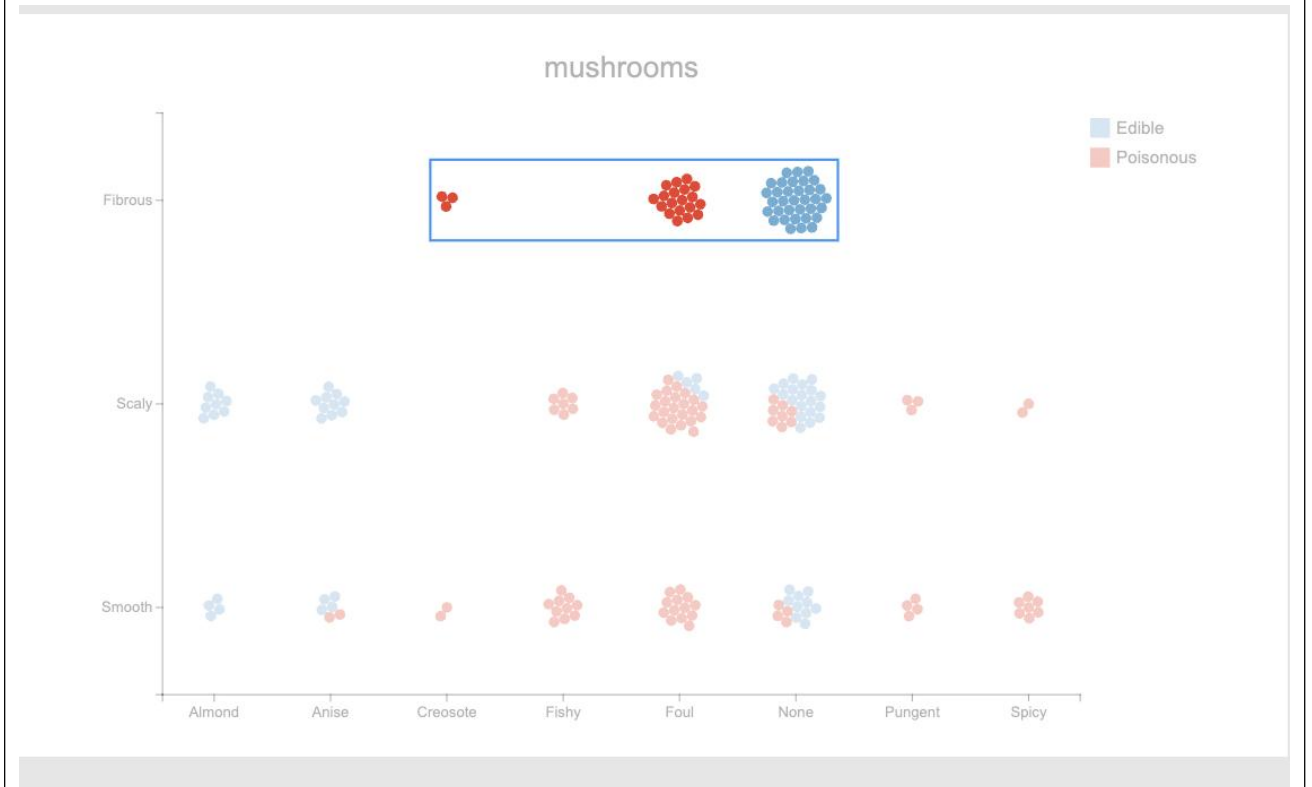 mushrooms
Edible
Poisonous
Fibrous
Scaly
Smooth
Almond Anise Creosote Fishy Foul None Pungent Spicy